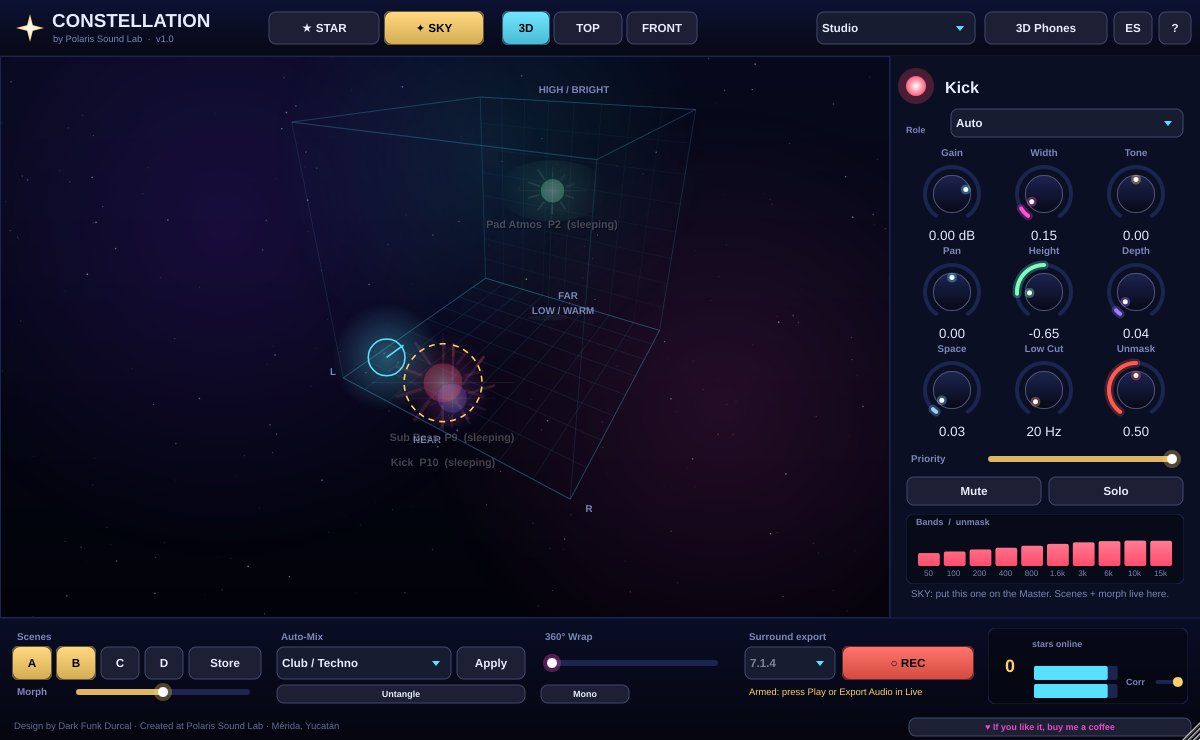 CONSTELLATION
by Polaris Sound Lab · v1.0
★ STAR
✦ SKY
3D
TOP
FRONT
Studio
3D Phones
ES
?
HIGH / BRIGHT
Pad Atmos P2 (sleeping)
FAR
LOW / WARM
L
Sub Bass P9 (sleeping)
NEAR
Kick P10 (sleeping)
R
Kick
Role
Auto
Gain
Width
Tone
0.00 dB
0.15
0.00
Pan
Height
Depth
0.00
-0.65
0.04
Space
Low Cut
Unmask
0.03
20 Hz
0.50
Priority
Mute
Solo
Bands / unmask
50 100 200 400 800 1.6k 3k 6k 10k 15k
SKY: put this one on the Master. Scenes + morph live here.
Scenes
A
B
C
D
Store
Morph
Auto-Mix
Club / Techno
Apply
Untangle
360° Wrap
Mono
Surround export
7.1.4
○ REC
Armed: press Play or Export Audio in Live
stars online
0
Corr
Design by Dark Funk Durcal · Created at Polaris Sound Lab · Mérida, Yucatán
♥ If you like it, buy me a coffee